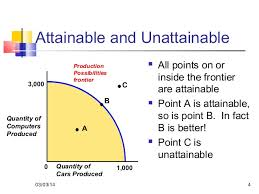 Attainable and Unattainable
Production
Possibilities
frontier
3,000
C
B
A
Quantity of
Computers
Produced
0
Quantity of
Cars Produced
1,000
All points on or
inside the frontier
are attainable
Point A is attainable,
so is point B. In fact
B is better!
Point C is
unattainable
03/03/14
4